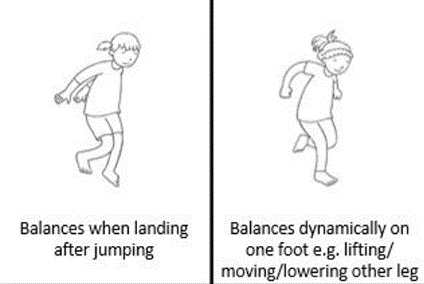 Balances when landing
after jumping
Balances dynamically on
one foot e.g. lifting/
moving/lowering other leg